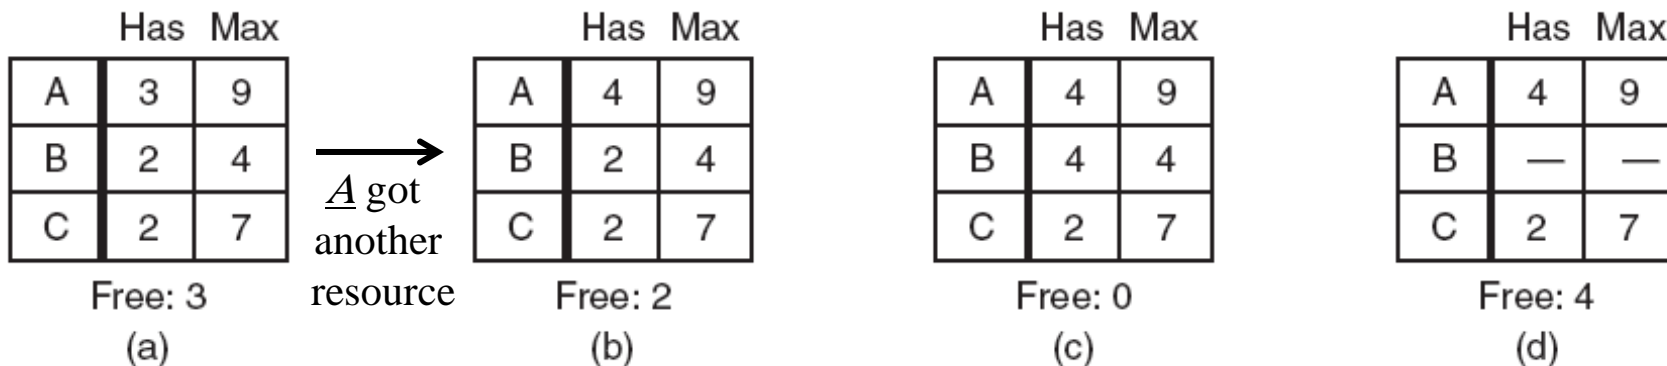 Has Max
A 3 9
B 2 4
C 2 7
Free: 3
(a)
A got
another
resource
Has Max
A 4 9
B 2 4
C 2 7
Free: 2
(b)
Has Max
A 4 9
B 4 4
C 2 7
Free: 0
(c)
Has Max
A 4 9
B — —
C 2 7
Free: 4
(d)